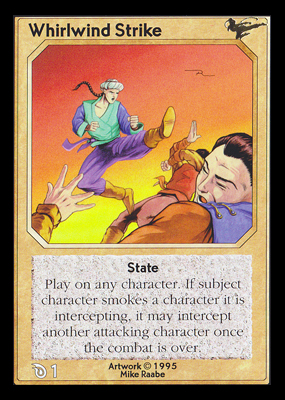 Whirlwind Strike
State
Play on any character. If subject
character smokes a character it is
intercepting, it may intercept
another attacking character once
the combat is over.
1
Artwork © 1995
Mike Raabe